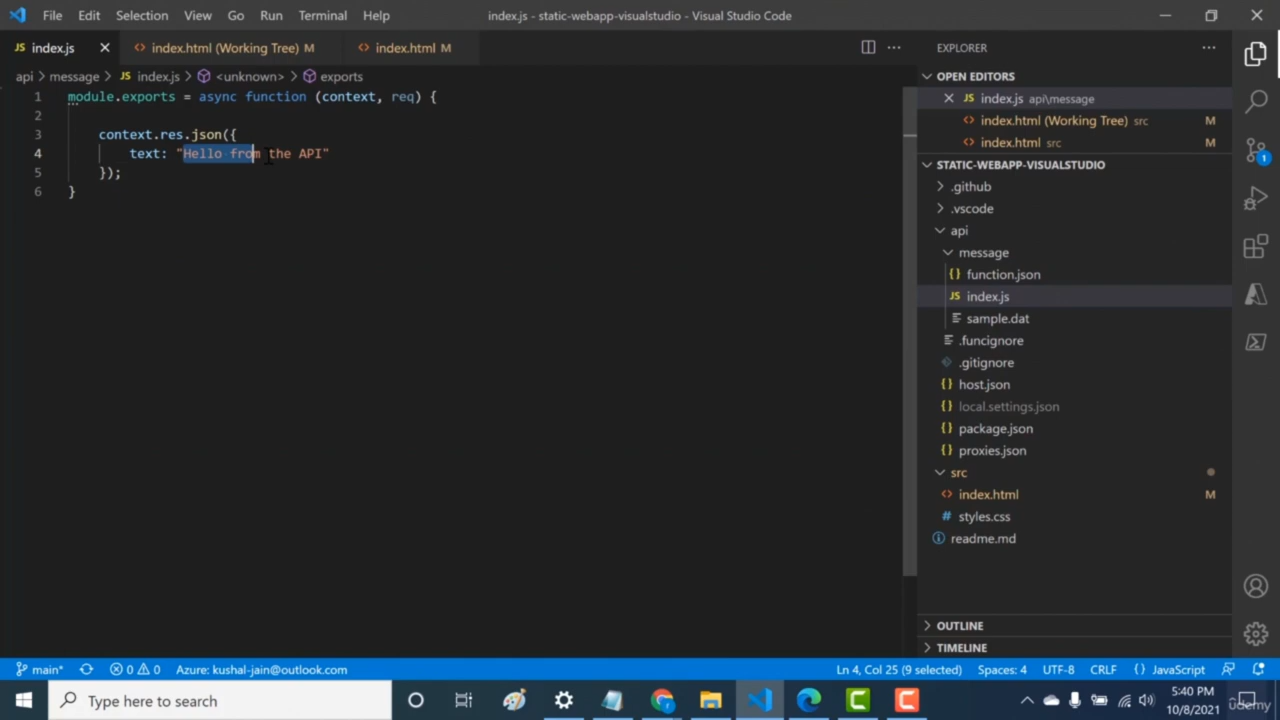 File Edit Selection View Go Run Terminal Help index.js - static-webapp-visualstudio - Visual Studio Code
JS index.js index.html (Working Tree) M index.html M
api > message > JS index.js > <unknown> > exports
1 module.exports = async function (context, req) {
2
3 context.res.json({
4 text: "Hello from the API"
5 });
6 }
EXPLORER
OPEN EDITORS
JS index.js api\message
index.html (Working Tree) src M
index.html src M
STATIC-WEBAPP-VISUALSTUDIO
.github
.vscode
api
message
{} function.json
JS index.js
sample.dat
.funcignore
.gitignore
{} host.json
{} local.settings.json
{} package.json
{} proxies.json
src
index.html M
# styles.css
readme.md
OUTLINE
TIMELINE
1
main* 0 0 Azure: kushal-jain@outlook.com Ln 4, Col 25 (9 selected) Spaces: 4 UTF-8 CRLF {} JavaScript
Type here to search
5:40 PM
10/8/2021
udemy